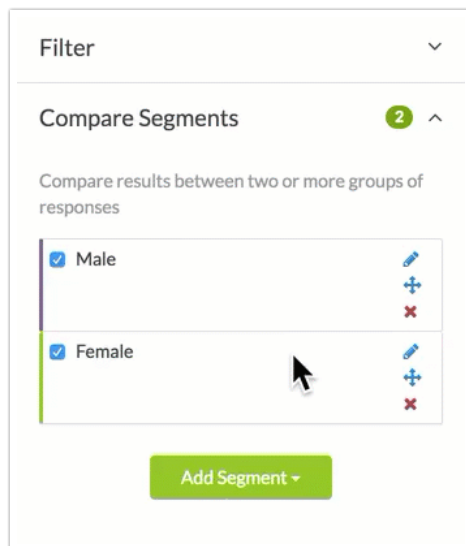 Filter
Compare Segments 2
Compare results between two or more groups of
responses
Male
Female
Add Segment